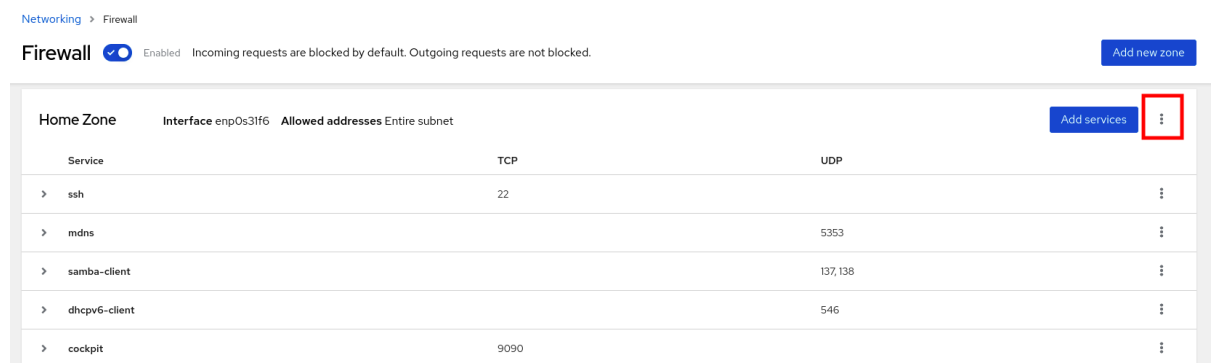 Networking > Firewall
Firewall Enabled Incoming requests are blocked by default. Outgoing requests are not blocked. Add new zone
Home Zone Interface enp0s31f6 Allowed addresses Entire subnet Add services
Service TCP UDP
ssh 22
mdns 5353
samba-client 137, 138
dhcpv6-client 546
cockpit 9090